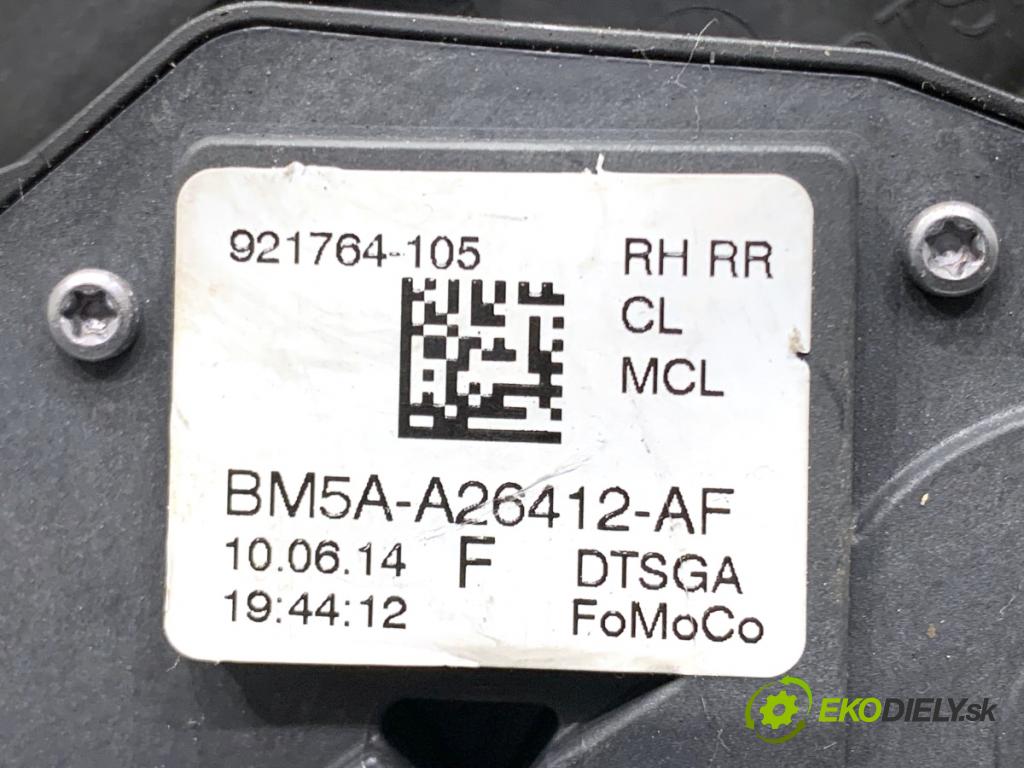 921764-105
RH RR
CL
MCL
BM5A-A26412-AF
10.06.14 F DTSGA
19:44:12 FoMoCo
EKODIELY.sk